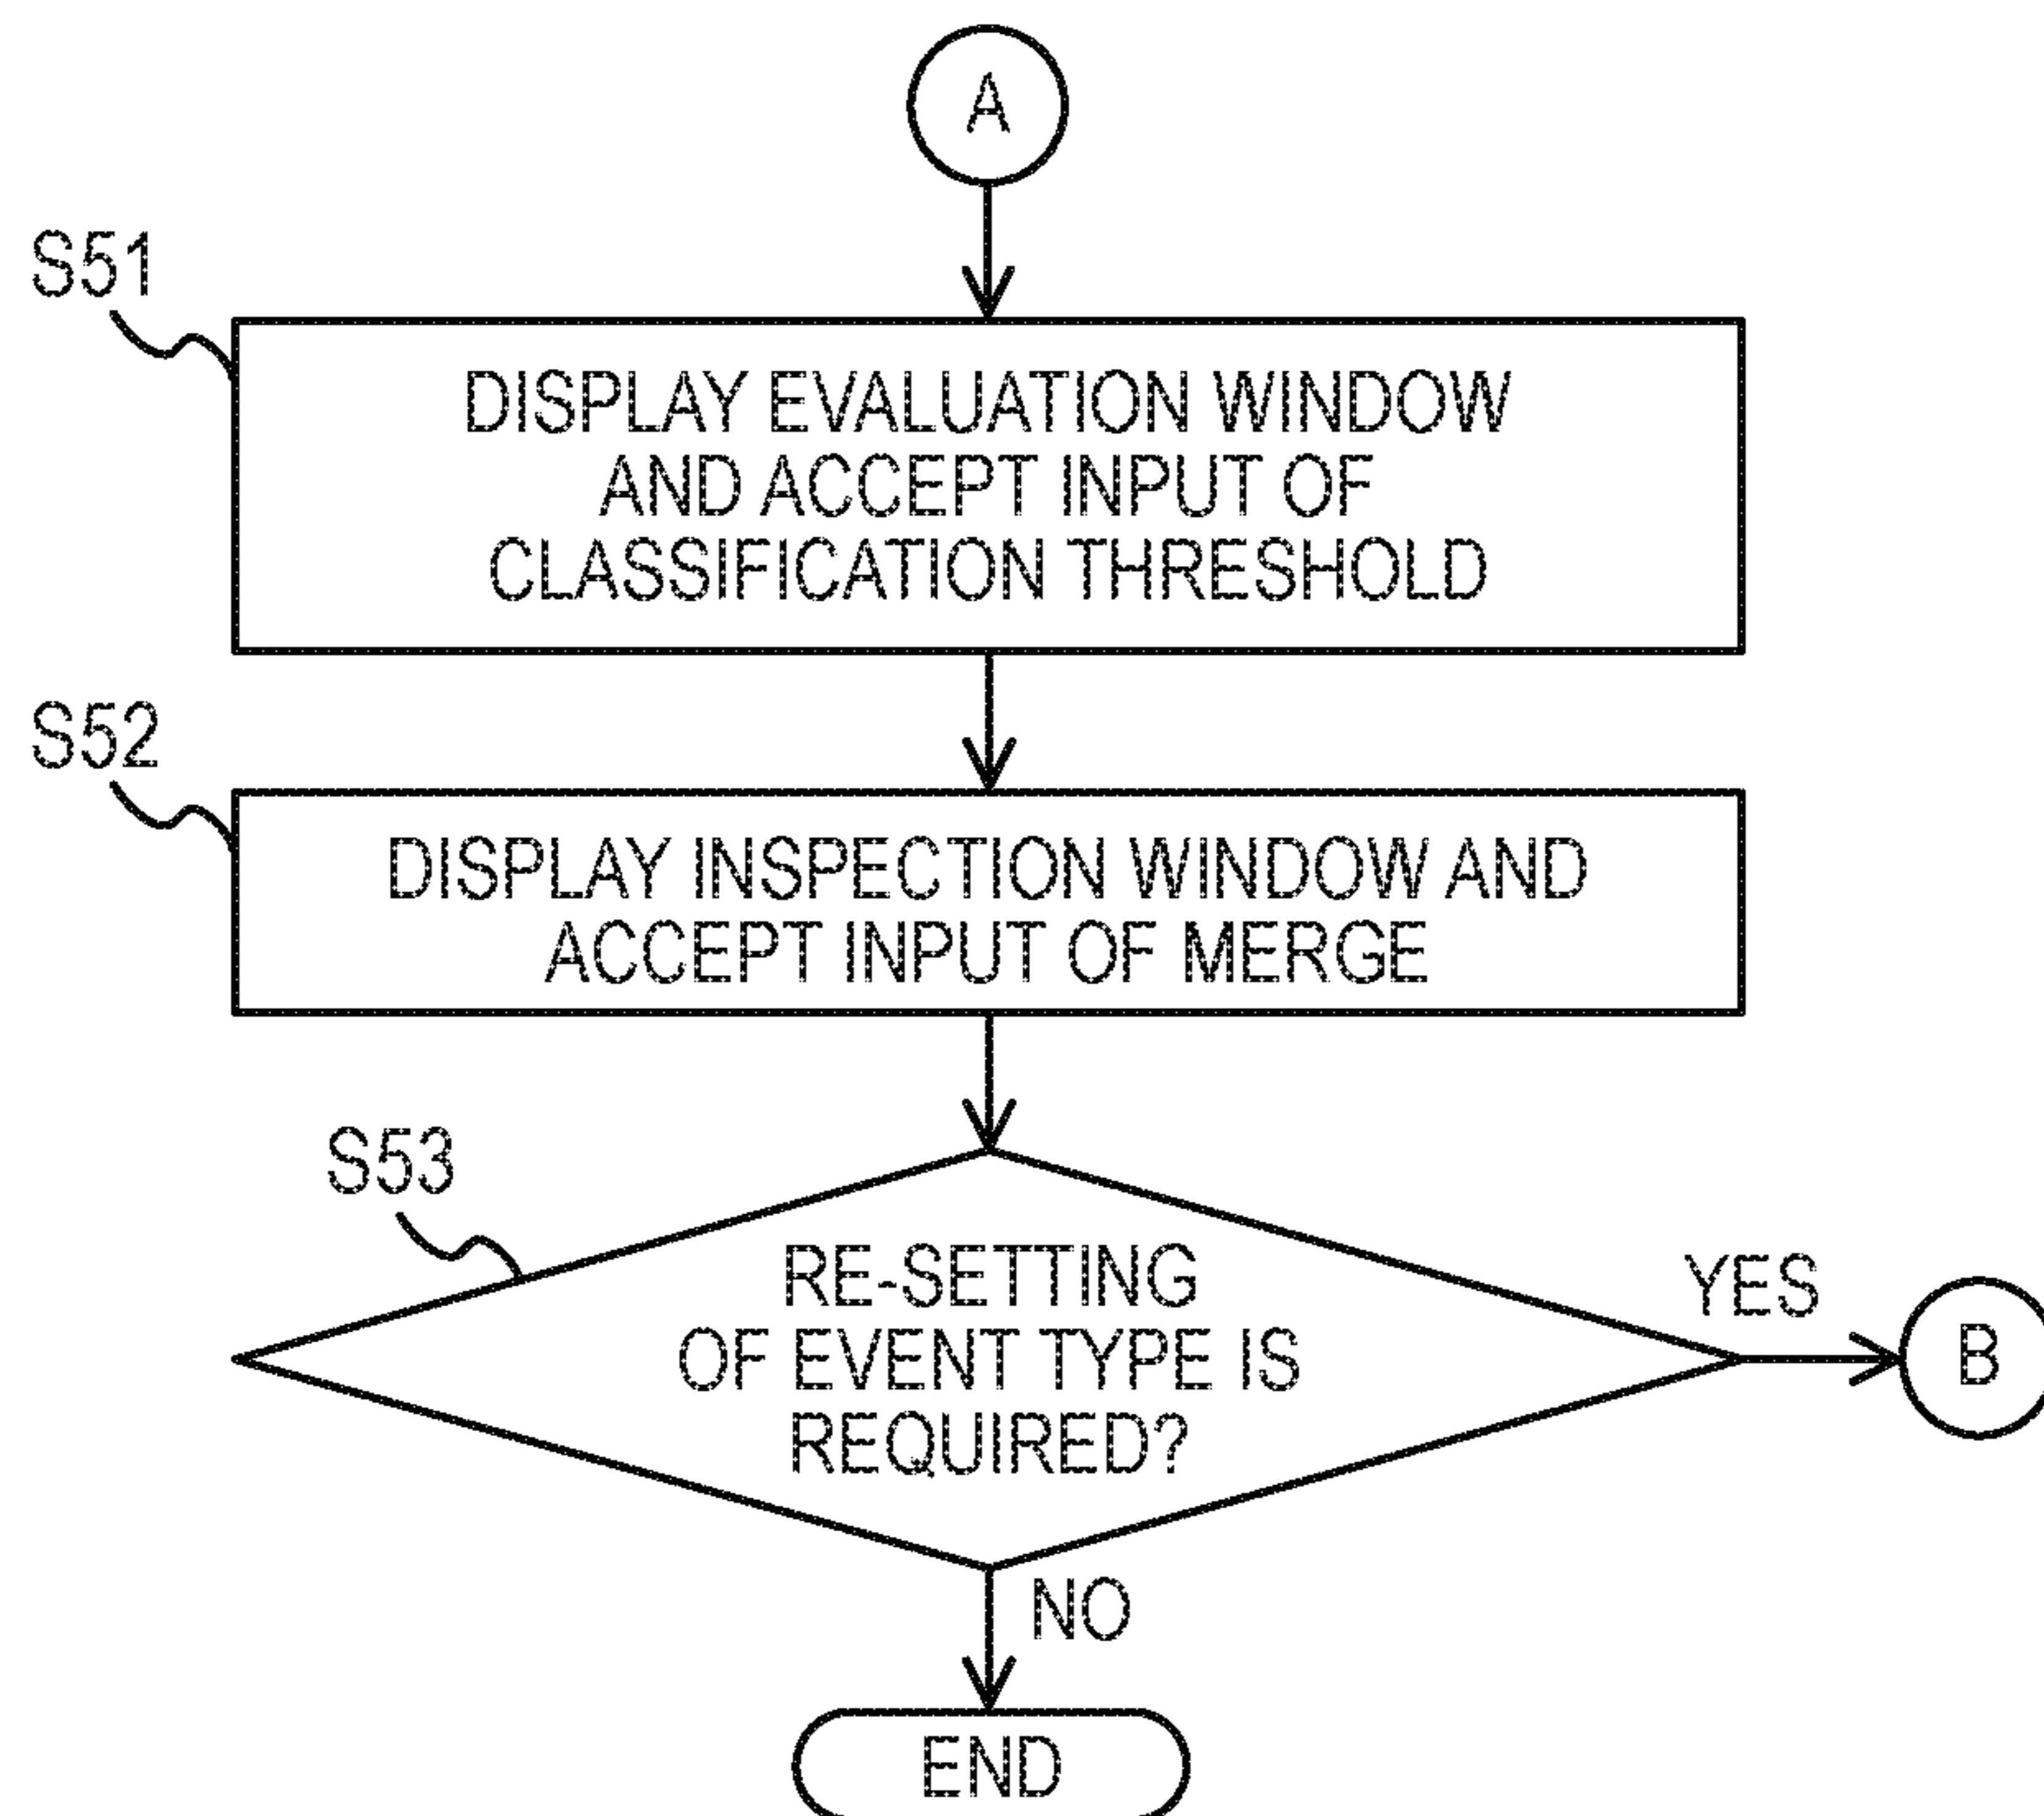 A
S51
DISPLAY EVALUATION WINDOW
AND ACCEPT INPUT OF
CLASSIFICATION THRESHOLD
S52
DISPLAY INSPECTION WINDOW AND
ACCEPT INPUT OF MERGE
S53
RE-SETTING
OF EVENT TYPE IS
REQUIRED?
YES
B
NO
END